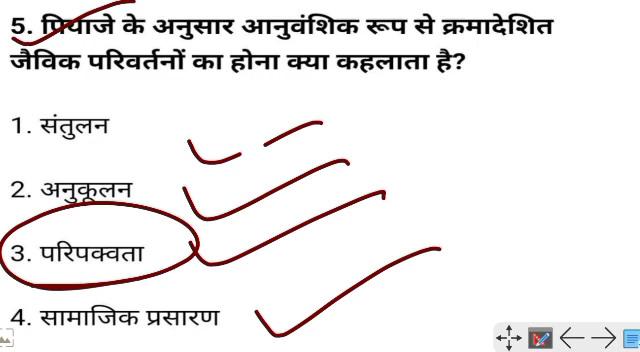 5. पियाजे के अनुसार आनुवंशिक रूप से क्रमादेशित
जैविक परिवर्तनों का होना क्या कहलाता है?
1. संतुलन
2. अनुकूलन
3. परिपक्वता
4. सामाजिक प्रसारण